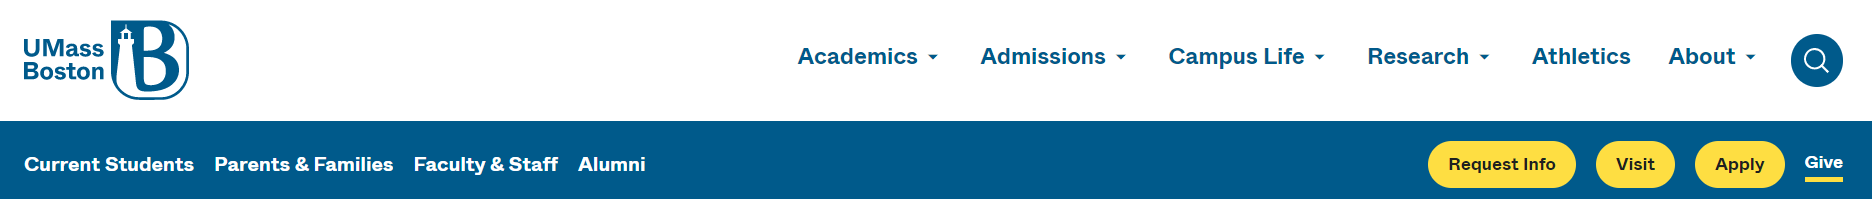 UMass
Boston
B
Academics Admissions Campus Life Research Athletics About
Current Students Parents & Families Faculty & Staff Alumni Request Info Visit Apply Give